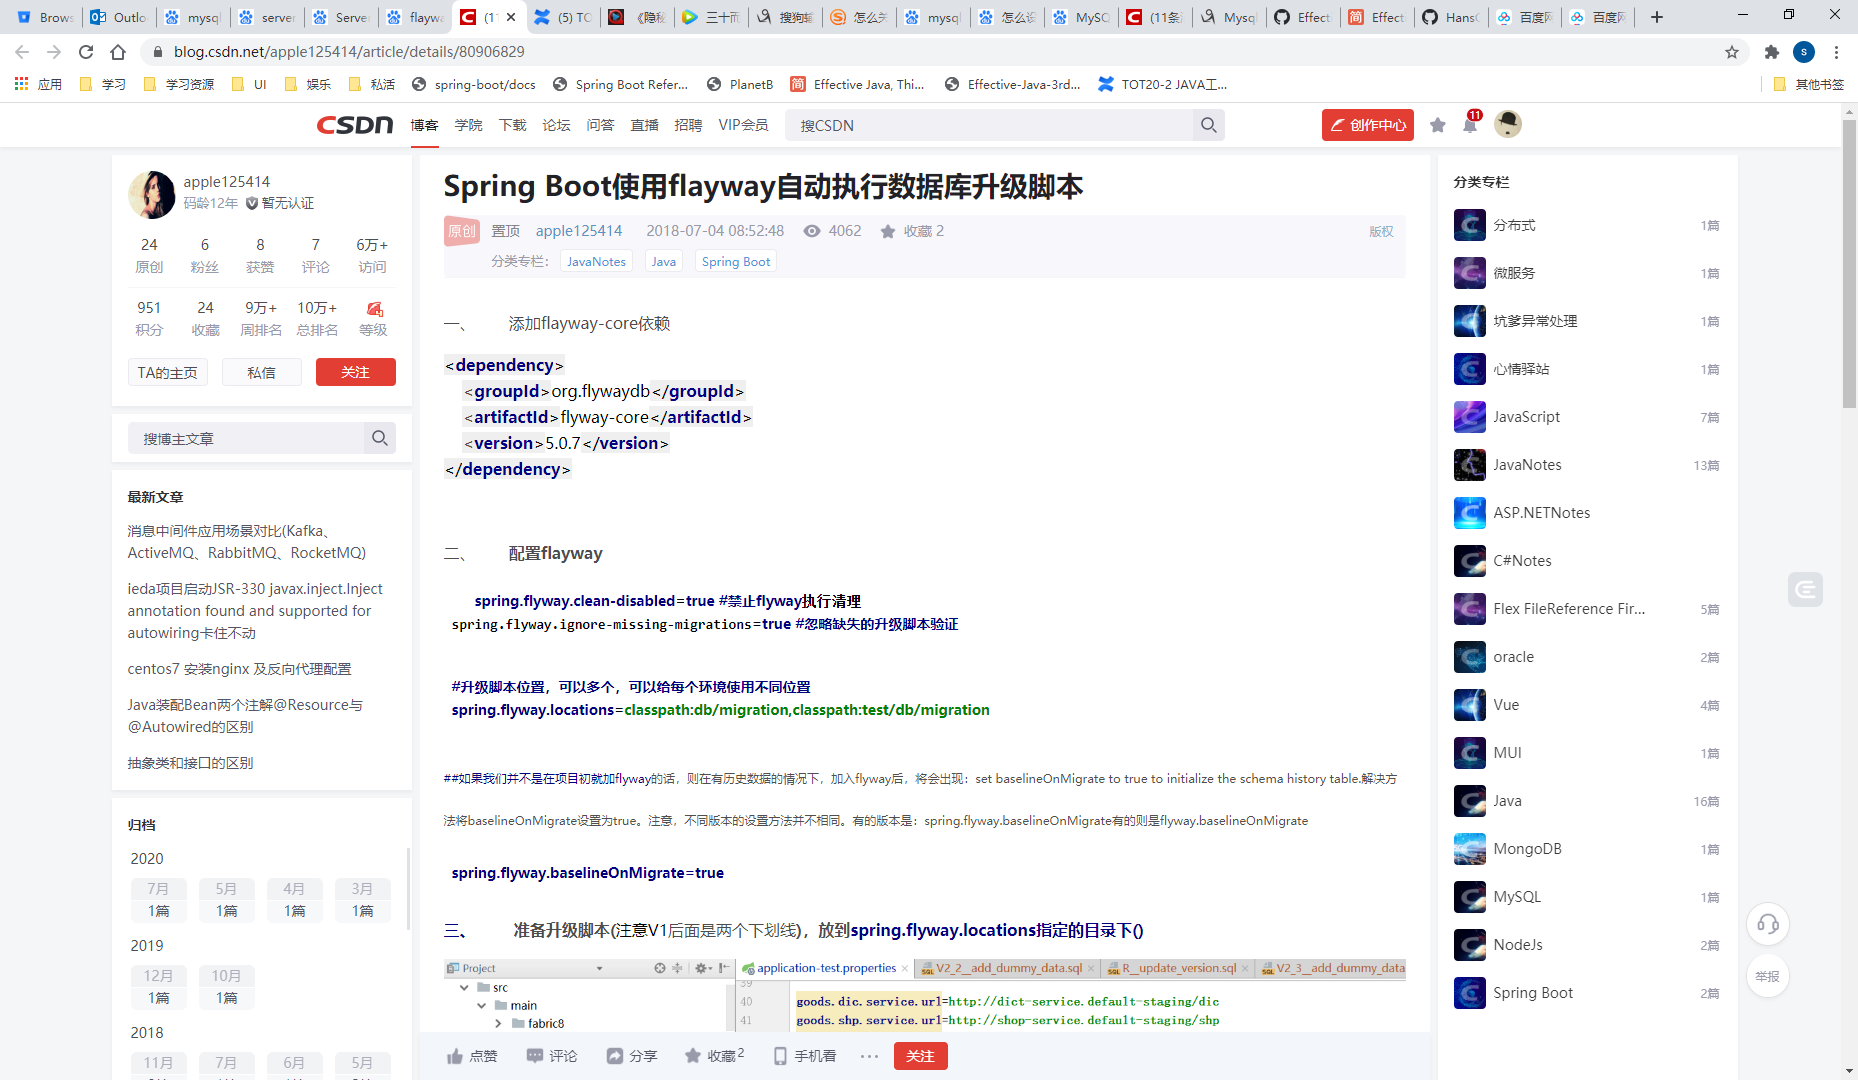 Brows
Outlo
mysql
server
Server
flaywa
(11
(5) TO
《隐秘
三十而
搜狗输
怎么关
mysql
怎么设
MySQ
(11条
Mysql
Effecti
Effect
HansC
百度网
百度网
blog.csdn.net/apple125414/article/details/80906829
应用
学习
学习资源
UI
娱乐
私活
spring-boot/docs
Spring Boot Refer...
PlanetB
Effective Java, Thi...
Effective-Java-3rd...
TOT20-2 JAVA工...
其他书签
CSDN
博客
学院
下载
论坛
问答
直播
招聘
VIP会员
搜CSDN
创作中心
11
apple125414
码龄12年
暂无认证
24
6
8
7
6万+
原创
粉丝
获赞
评论
访问
951
24
9万+
10万+
积分
收藏
周排名
总排名
等级
TA的主页
私信
关注
搜博主文章
最新文章
消息中间件应用场景对比(Kafka、
ActiveMQ、RabbitMQ、RocketMQ)
ieda项目启动JSR-330 javax.inject.Inject
annotation found and supported for
autowiring卡住不动
centos7 安装nginx 及反向代理配置
Java装配Bean两个注解@Resource与
@Autowired的区别
抽象类和接口的区别
归档
2020
7月
5月
4月
3月
1篇
1篇
1篇
1篇
2019
12月
10月
1篇
1篇
2018
11月
7月
6月
5月
Spring Boot使用flayway自动执行数据库升级脚本
原创
置顶
apple125414
2018-07-04 08:52:48
4062
收藏 2
版权
分类专栏：
JavaNotes
Java
Spring Boot
一、 添加flayway-core依赖
<dependency>
<groupId>org.flywaydb</groupId>
<artifactId>flyway-core</artifactId>
<version>5.0.7</version>
</dependency>
二、 配置flayway
spring.flyway.clean-disabled=true #禁止flyway执行清理
spring.flyway.ignore-missing-migrations=true #忽略缺失的升级脚本验证
#升级脚本位置，可以多个，可以给每个环境使用不同位置
spring.flyway.locations=classpath:db/migration,classpath:test/db/migration
##如果我们并不是在项目初就加flyway的话，则在有历史数据的情况下，加入flyway后，将会出现：set baselineOnMigrate to true to initialize the schema history table.解决方
法将baselineOnMigrate设置为true。注意，不同版本的设置方法并不相同。有的版本是：spring.flyway.baselineOnMigrate有的则是flyway.baselineOnMigrate
spring.flyway.baselineOnMigrate=true
三、 准备升级脚本(注意V1后面是两个下划线)，放到spring.flyway.locations指定的目录下()
Project
application-test.properties
V2_2__add_dummy_data.sql
R__update_version.sql
V2_3__add_dummy_data
src
main
fabric8
39
40 goods.dic.service.url=http://dict-service.default-staging/dic
41 goods.shp.service.url=http://shop-service.default-staging/shp
点赞
评论
分享
收藏2
手机看
关注
分类专栏
分布式 1篇
微服务 1篇
坑爹异常处理 1篇
心情驿站 1篇
JavaScript 7篇
JavaNotes 13篇
ASP.NETNotes
C#Notes
Flex FileReference Fir... 5篇
oracle 2篇
Vue 4篇
MUI 1篇
Java 16篇
MongoDB 1篇
MySQL 1篇
NodeJs 2篇
Spring Boot 2篇
举报